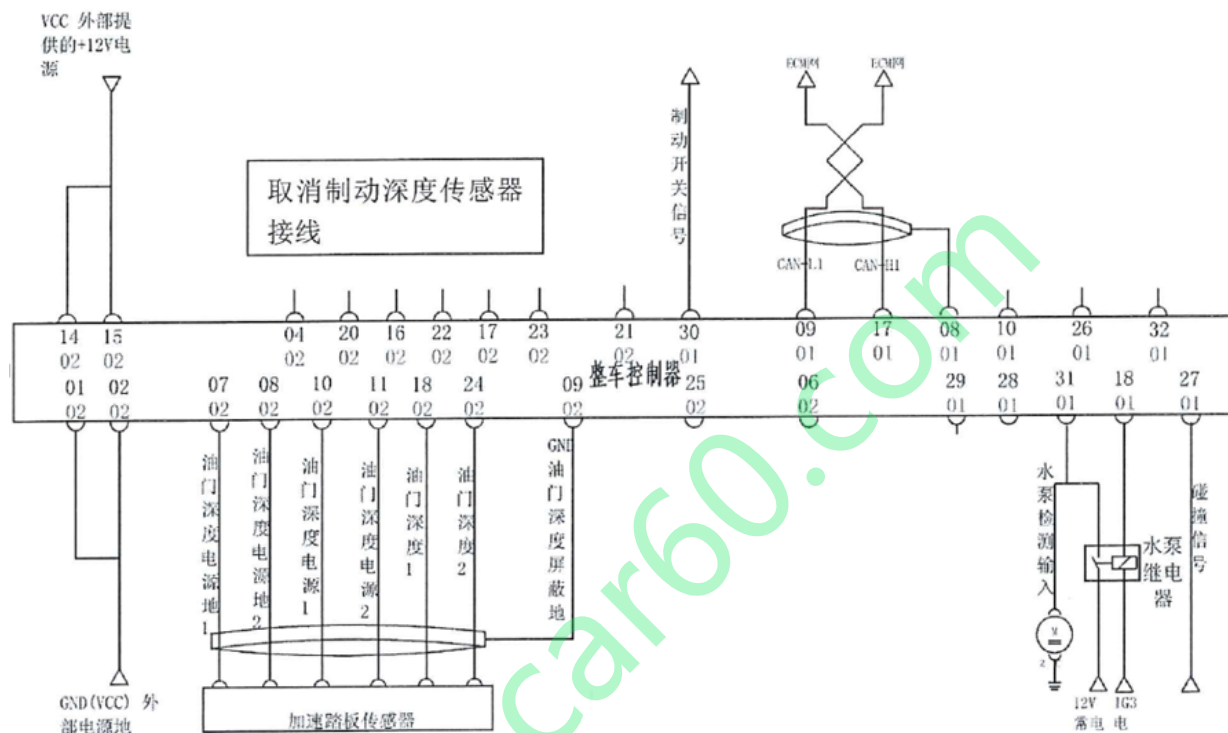 VCC 外部提
供的+12V电
源
取消制动深度传感器
接线
制动开关信号
ECM网
ECM网
CAN-L1
CAN-H1
14 15 04 20 16 22 17 23 21 30 09 17 08 10 26 32
02 02 02 02 02 02 02 02 02 01 01 01 01 01 01 01
整车控制器
01 02 07 08 10 11 18 24 09 25 06 29 28 31 18 27
02 02 02 02 02 02 02 02 02 02 02 01 01 01 01 01
油门深度电源地1
油门深度电源地2
油门深度电源1
油门深度电源2
油门深度1
油门深度2
GND油门深度屏蔽地
水泵检测输入
碰撞信号
水泵
继电
器
M
2
GND(VCC) 外
部电源地
加速踏板传感器
12V
常电
IG3
电
car60.com